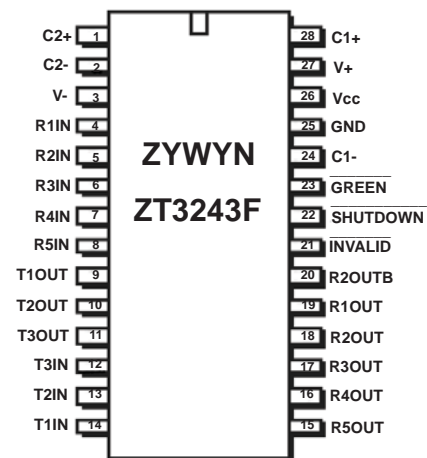 C2+ 1 28 C1+
C2- 2 27 V+
V- 3 26 Vcc
R1IN 4 25 GND
R2IN 5 ZYWYN 24 C1-
R3IN 6 23 GREEN
R4IN 7 ZT3243F 22 SHUTDOWN
R5IN 8 21 INVALID
T1OUT 9 20 R2OUTB
T2OUT 10 19 R1OUT
T3OUT 11 18 R2OUT
T3IN 12 17 R3OUT
T2IN 13 16 R4OUT
T1IN 14 15 R5OUT